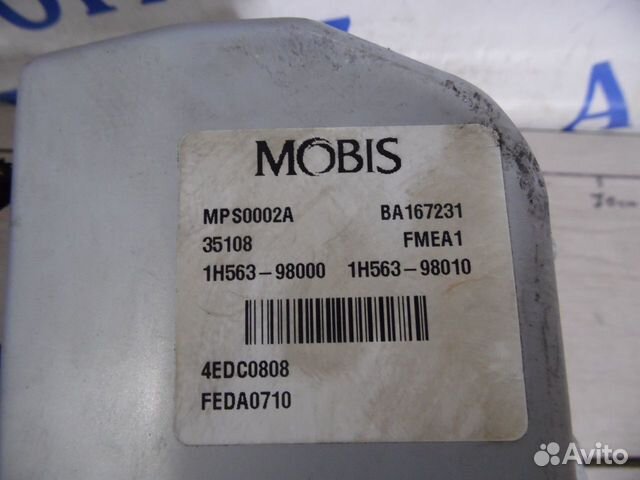 MOBIS
MPS0002A BA167231
35108 FMEA1
1H563-98000 1H563-98010
4EDC0808
FEDA0710
Avito